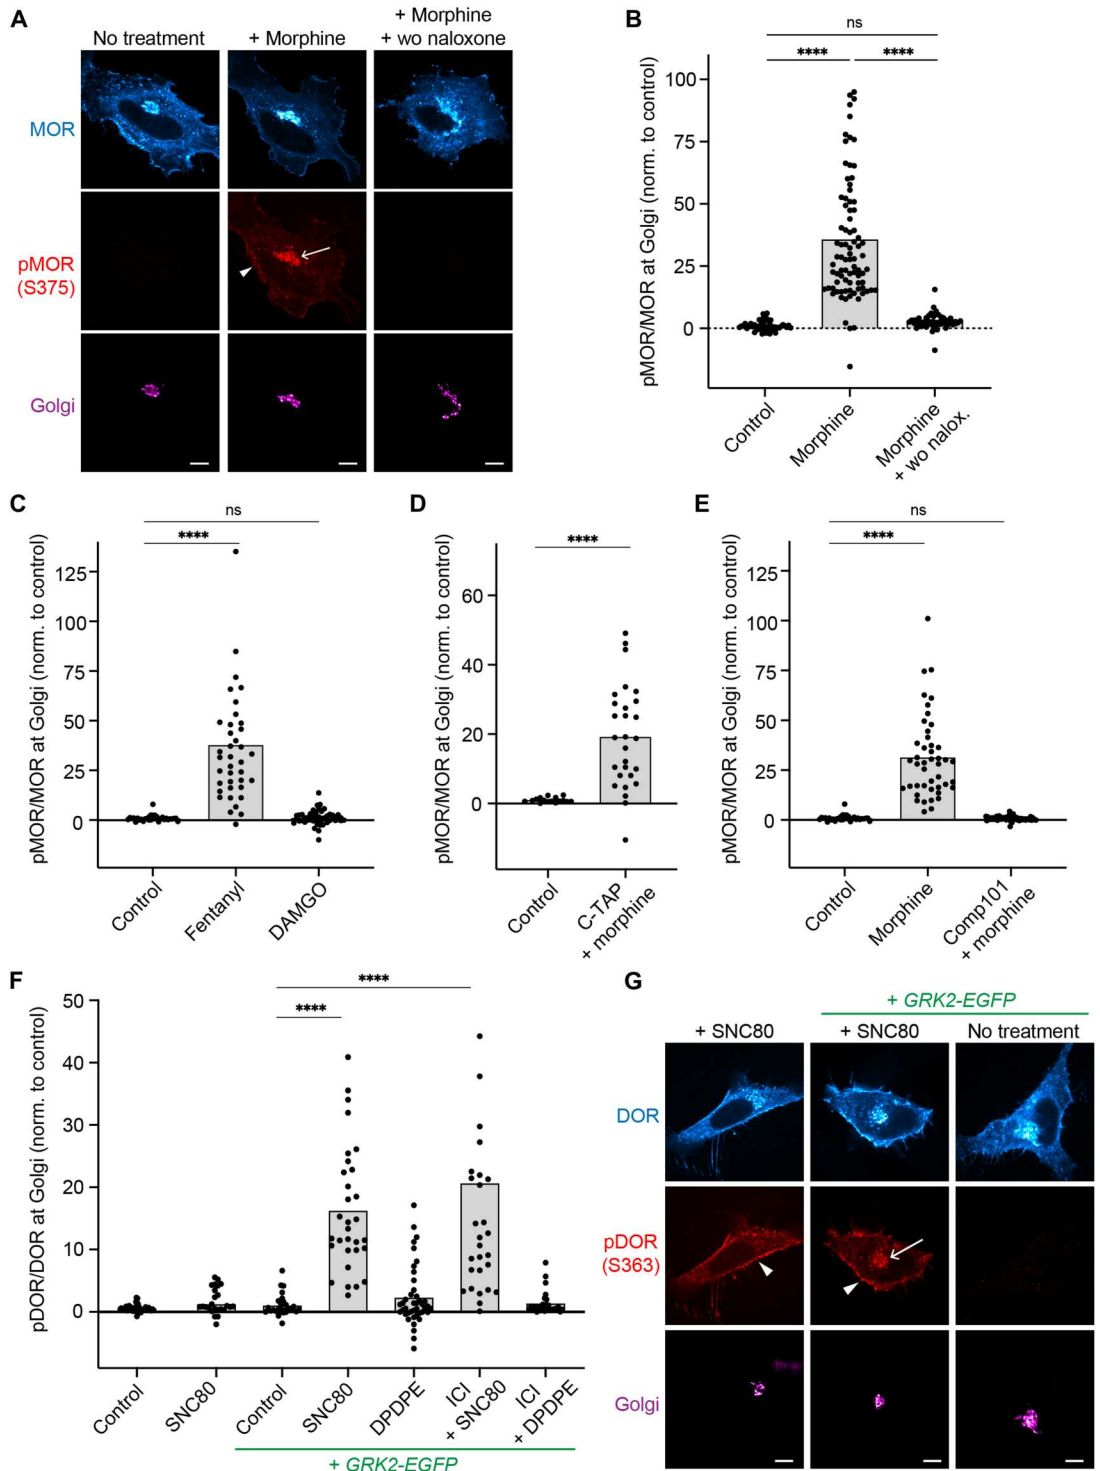 A
No treatment
+ Morphine
+ Morphine
+ wo naloxone
MOR
pMOR
(S375)
Golgi
B
ns
**** ****
pMOR/MOR at Golgi (norm. to control)
100
75
50
25
0
Control
Morphine
Morphine
+ wo nalox.
C
ns
****
pMOR/MOR at Golgi (norm. to control)
125
100
75
50
25
0
Control
Fentanyl
DAMGO
D
****
pMOR/MOR at Golgi (norm. to control)
60
40
20
0
Control
C-TAP
+ morphine
E
ns
****
pMOR/MOR at Golgi (norm. to control)
125
100
75
50
25
0
Control
Morphine
Comp101
+ morphine
F
****
****
pDOR/DOR at Golgi (norm. to control)
50
40
30
20
10
0
Control
SNC80
Control
SNC80
DPDPE
ICI
+ SNC80
ICI
+ DPDPE
+ GRK2-EGFP
G
+ GRK2-EGFP
+ SNC80
+ SNC80
No treatment
DOR
pDOR
(S363)
Golgi